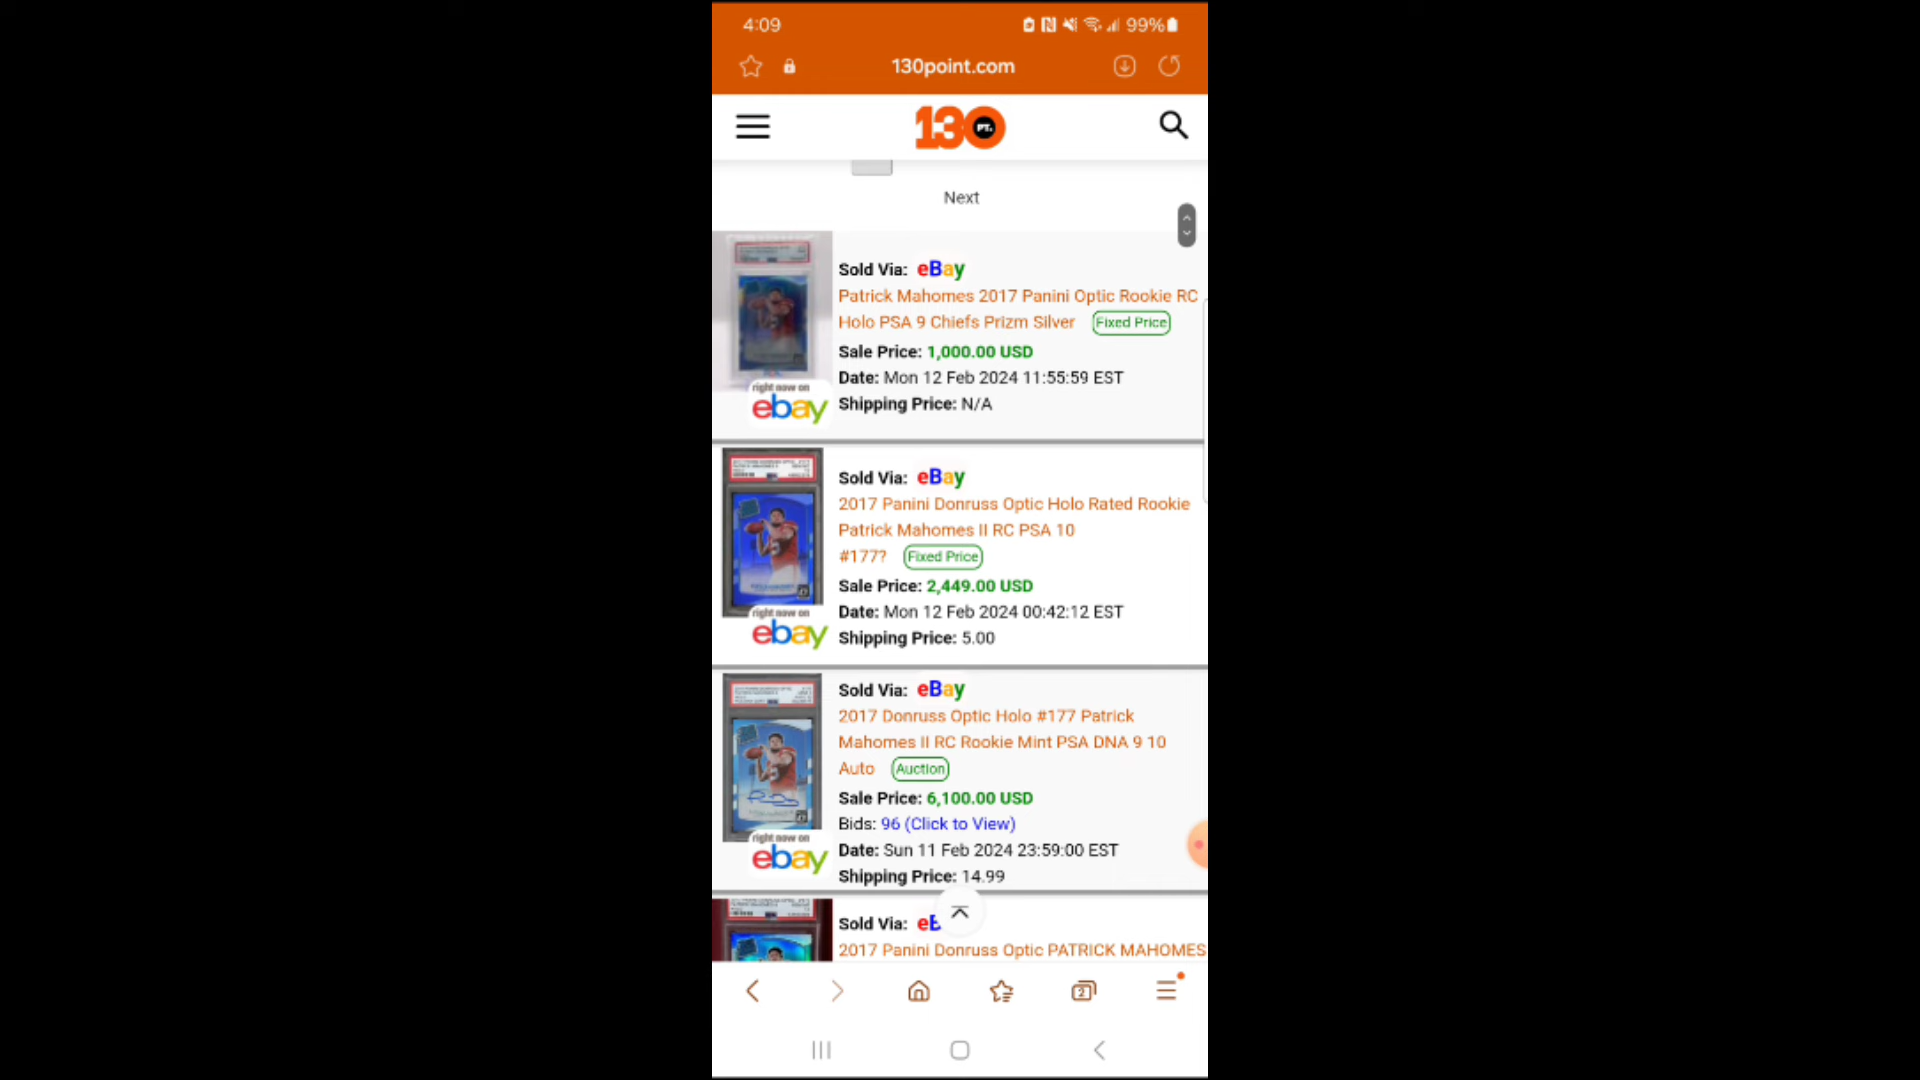 4:09
99%
130point.com
130 PT.
Next
Sold Via: eBay
Patrick Mahomes 2017 Panini Optic Rookie RC
Holo PSA 9 Chiefs Prizm Silver Fixed Price
Sale Price: 1,000.00 USD
Date: Mon 12 Feb 2024 11:55:59 EST
Shipping Price: N/A
right now on
ebay
Sold Via: eBay
2017 Panini Donruss Optic Holo Rated Rookie
Patrick Mahomes II RC PSA 10
#177? Fixed Price
Sale Price: 2,449.00 USD
Date: Mon 12 Feb 2024 00:42:12 EST
Shipping Price: 5.00
right now on
ebay
Sold Via: eBay
2017 Donruss Optic Holo #177 Patrick
Mahomes II RC Rookie Mint PSA DNA 9 10
Auto Auction
Sale Price: 6,100.00 USD
Bids: 96 (Click to View)
Date: Sun 11 Feb 2024 23:59:00 EST
Shipping Price: 14.99
right now on
ebay
Sold Via: eB
2017 Panini Donruss Optic PATRICK MAHOMES
2